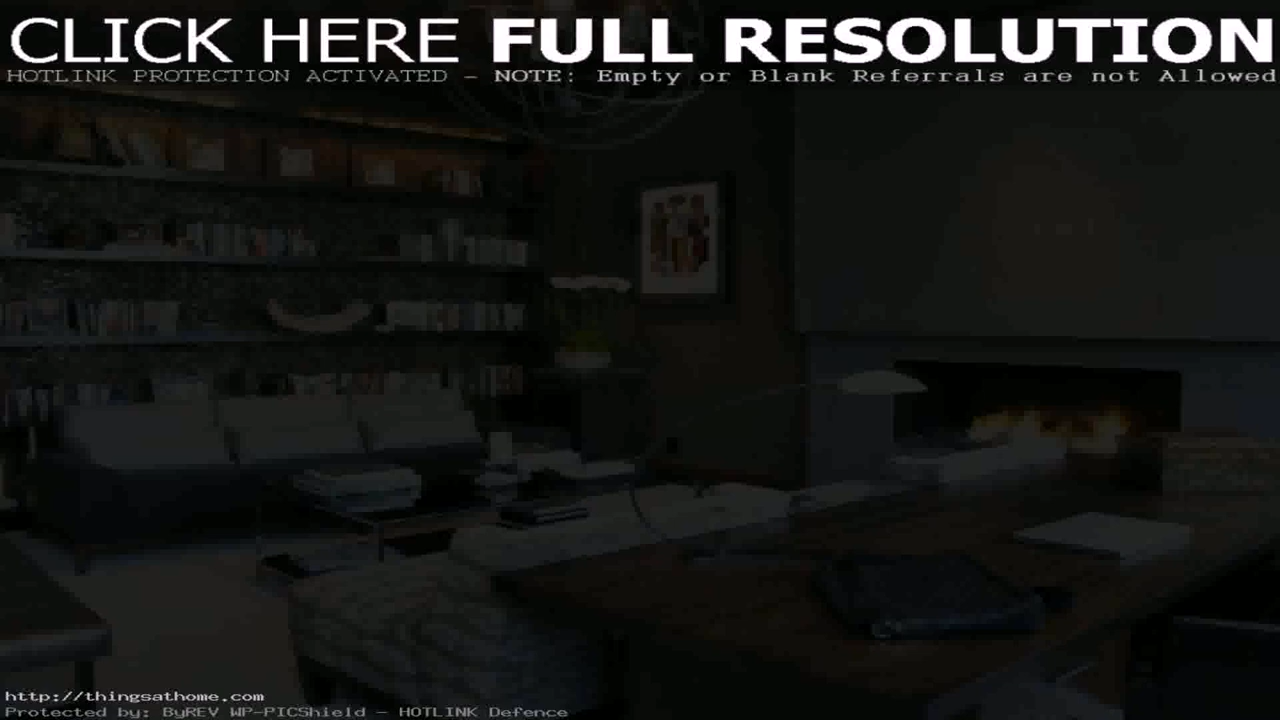 CLICK HERE FULL RESOLUTION
HOTLINK PROTECTION ACTIVATED - NOTE: Empty or Blank Referrals are not Allowed
http://thingsathome.com
Protected by: ByREV WP-PICShield - HOTLINK Defence